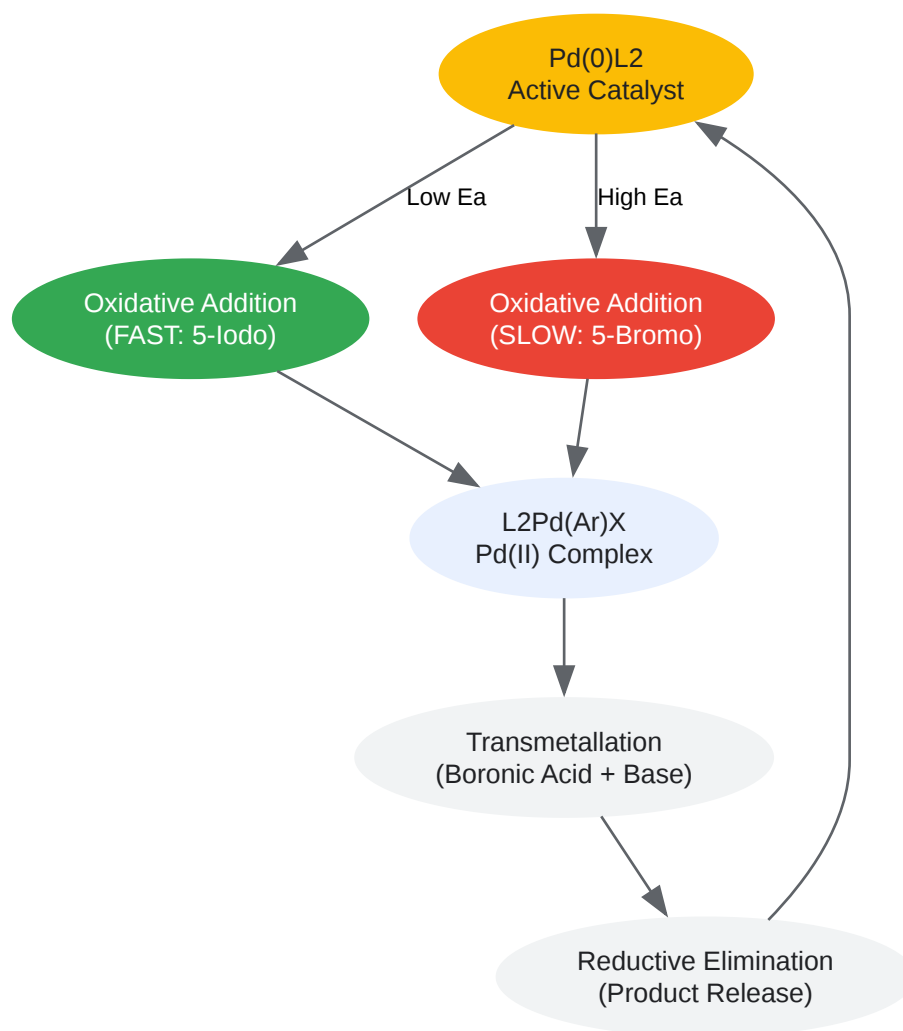 Pd(0)L2
Active Catalyst
Low Ea
High Ea
Oxidative Addition
(FAST: 5-Iodo)
Oxidative Addition
(SLOW: 5-Bromo)
L2Pd(Ar)X
Pd(II) Complex
Transmetallation
(Boronic Acid + Base)
Reductive Elimination
(Product Release)